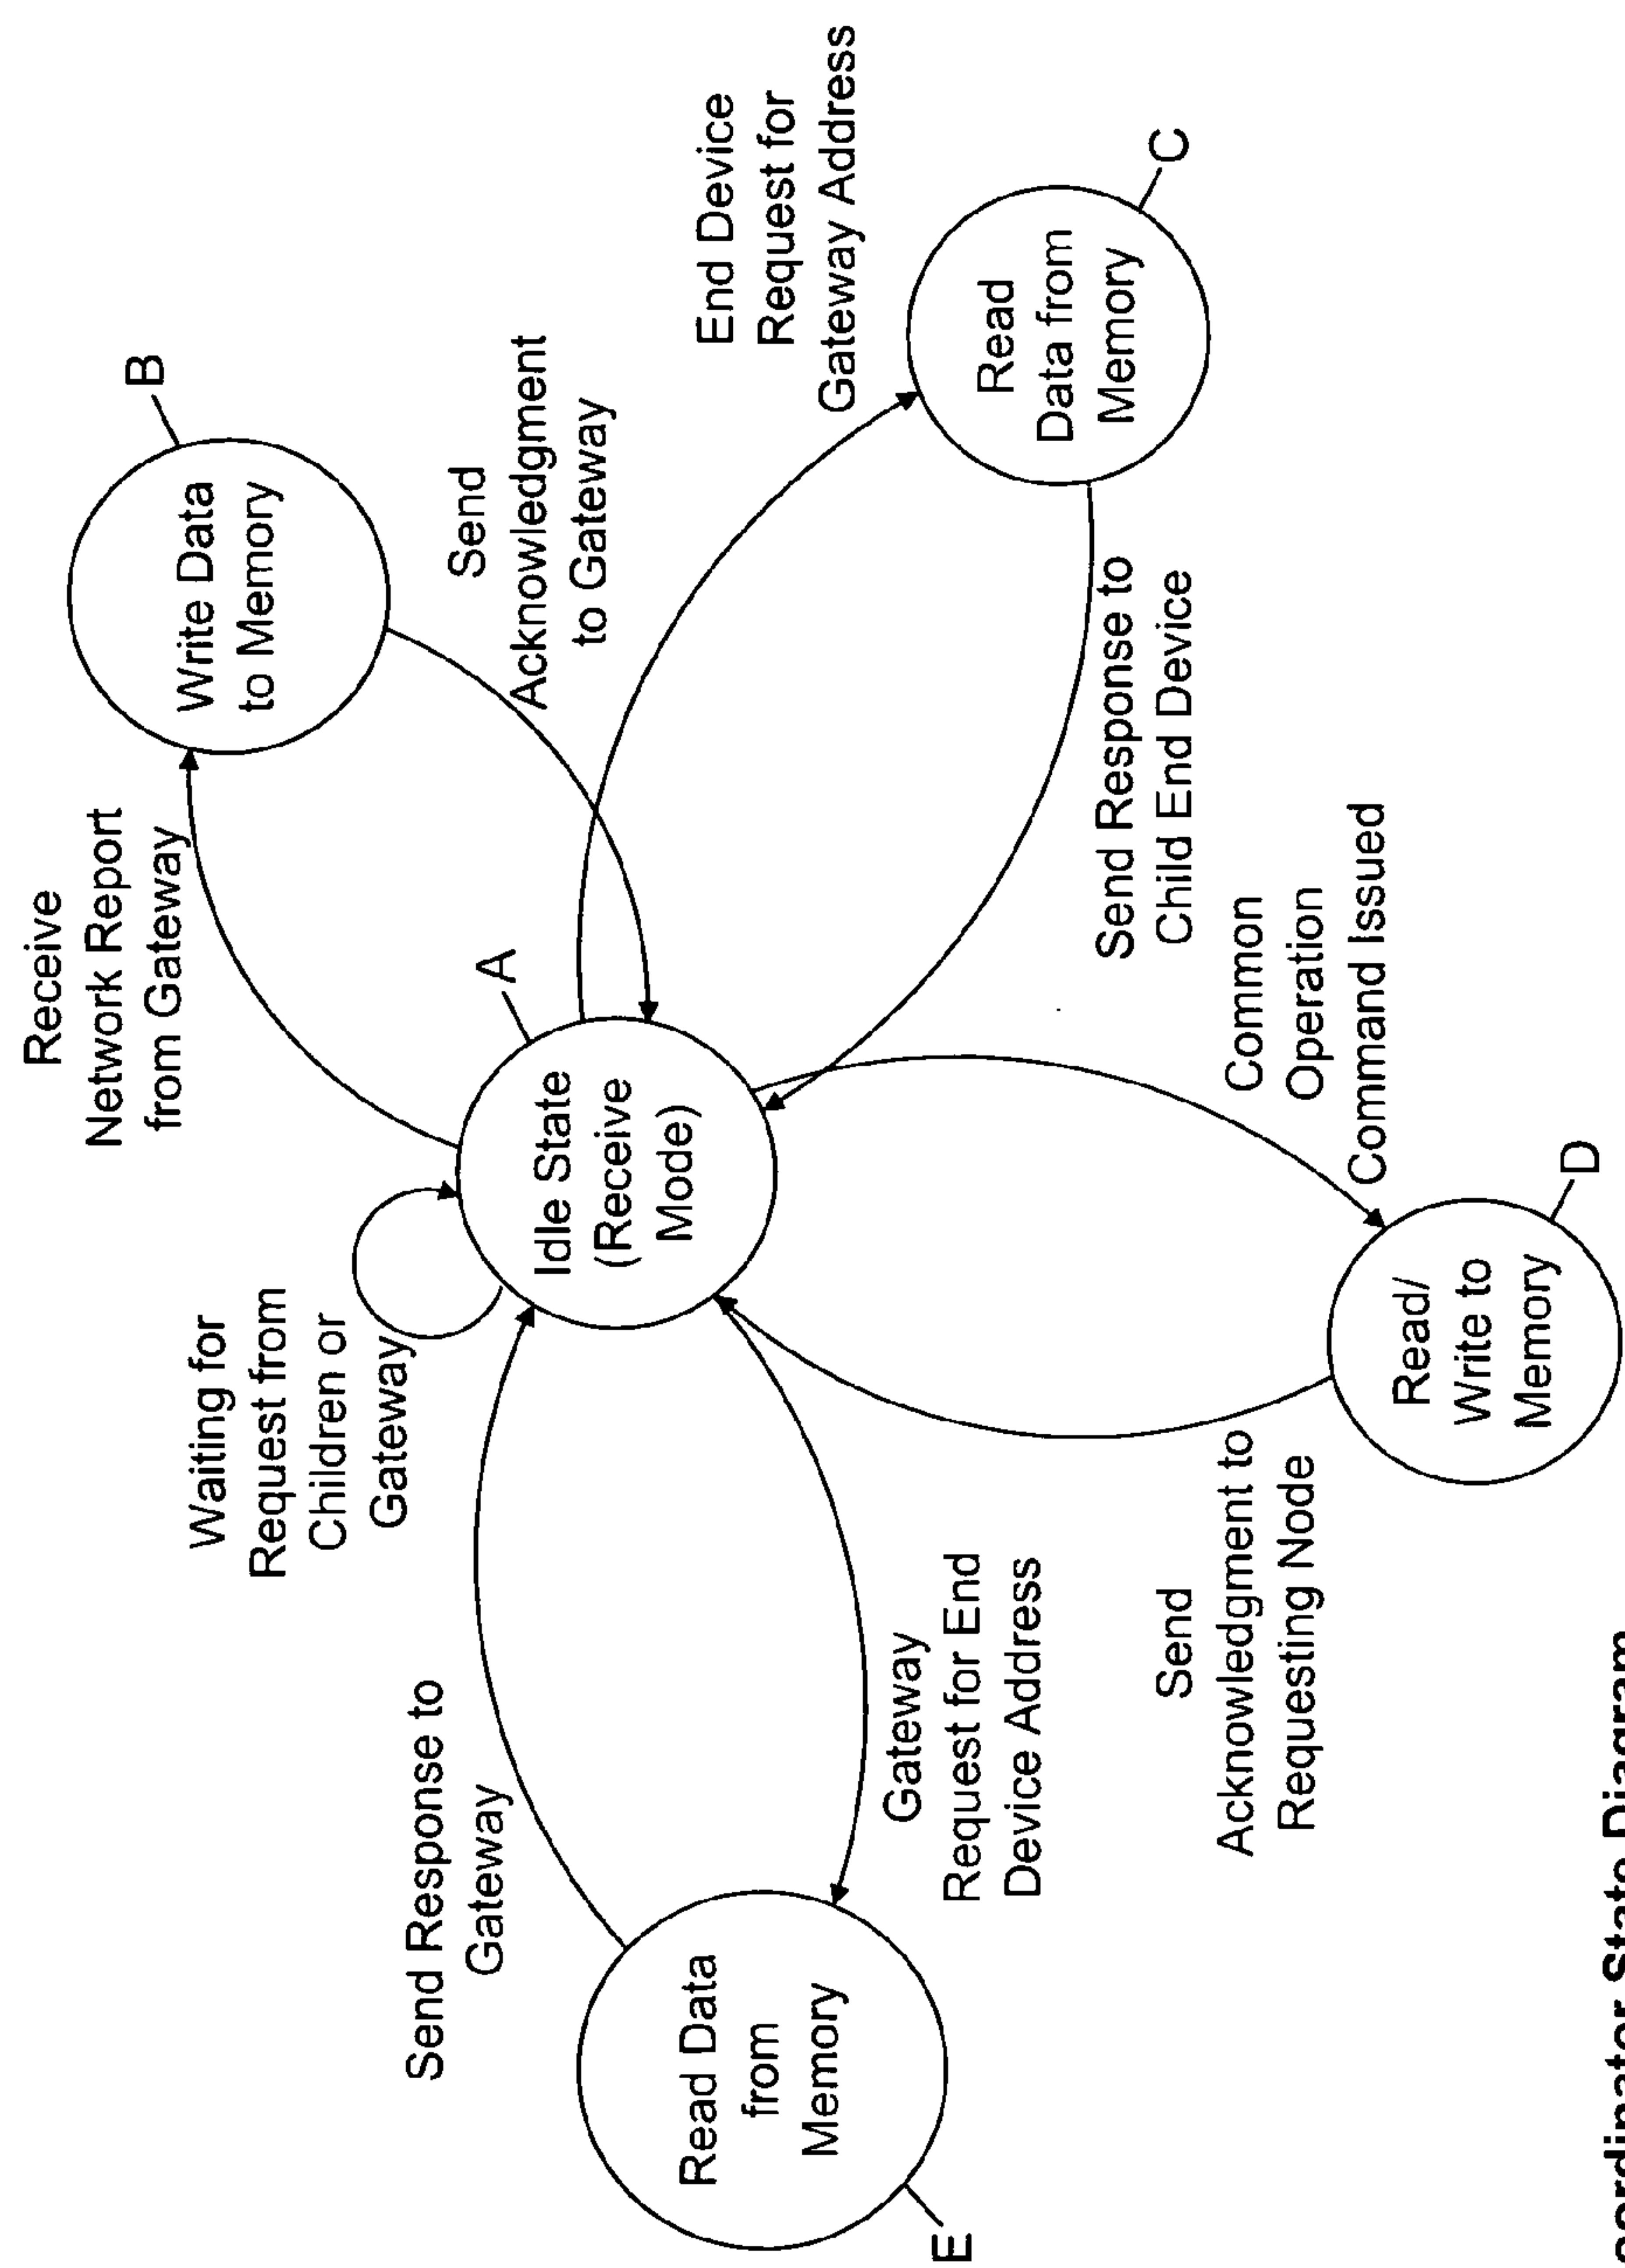 Receive
Network Report
from Gateway
B
Write Data
to Memory
Waiting for
Request from
Children or
Gateway
A
Send
Acknowledgment
to Gateway
Send Response to
Gateway
Idle State
(Receive
Mode)
End Device
Request for
Gateway Address
Read Data
from
Memory
E
Gateway
Request for End
Device Address
Read
Data from
Memory
C
Send Response to
Child End Device
Send
Acknowledgment to
Requesting Node
Common
Operation
Command Issued
Read/
Write to
Memory
D
State Diagram